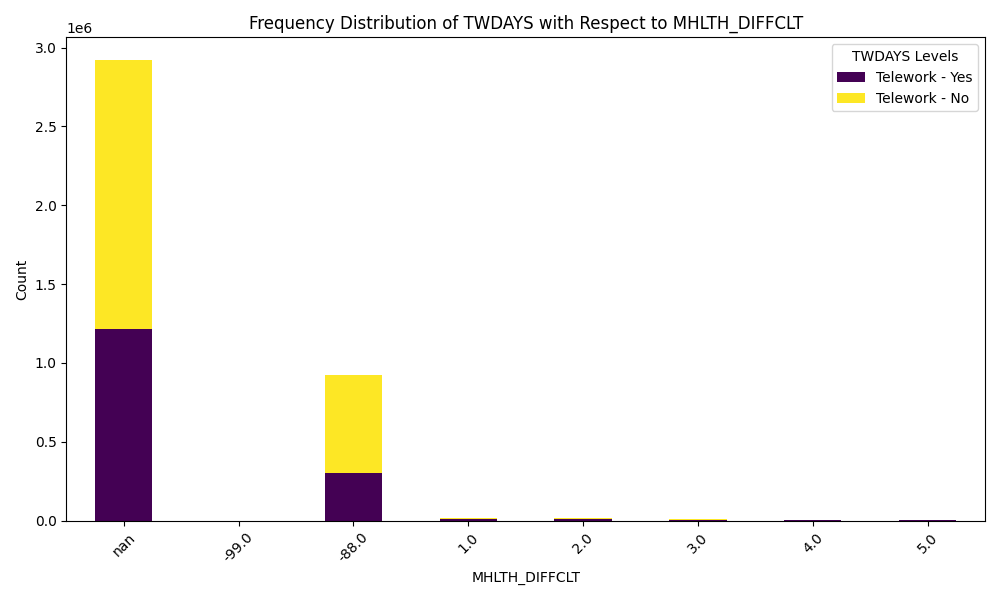 Frequency Distribution of TWDAYS with Respect to MHLTH_DIFFCLT
1e6
3.0
2.5
2.0
1.5
1.0
0.5
0.0
Count
TWDAYS Levels
Telework - Yes
Telework - No
nan
-99.0
-88.0
1.0
2.0
3.0
4.0
5.0
MHLTH_DIFFCLT